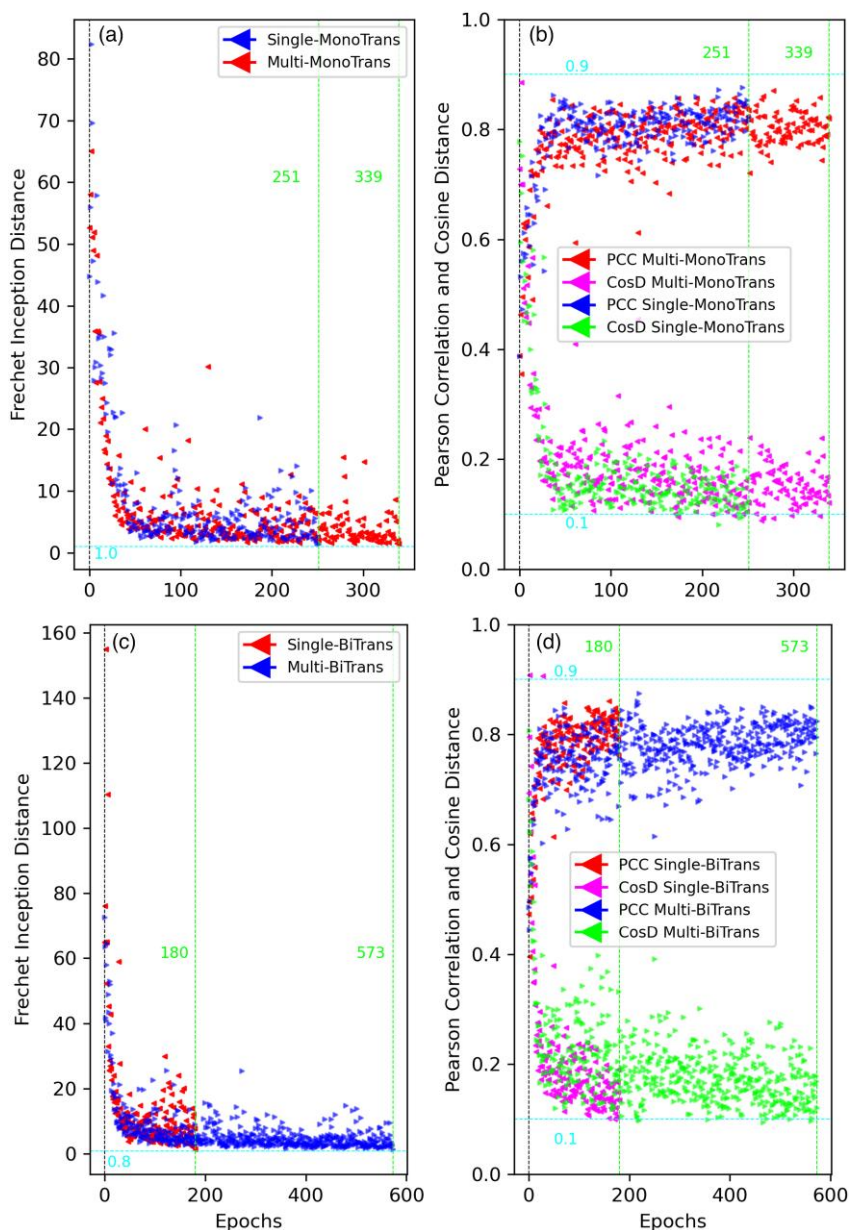 (a)
Single-MonoTrans
Multi-MonoTrans
80
70
60
50
40
30
20
10
0
251
339
1.0
0
100
200
300
Frechet Inception Distance
(b)
1.0
0.8
0.6
0.4
0.2
0.0
0.9
251
339
PCC Multi-MonoTrans
CosD Multi-MonoTrans
PCC Single-MonoTrans
CosD Single-MonoTrans
0.1
0
100
200
300
Pearson Correlation and Cosine Distance
(c)
Single-BiTrans
Multi-BiTrans
160
140
120
100
80
60
40
20
0
180
573
0.8
0
200
400
600
Frechet Inception Distance
Epochs
(d)
1.0
0.8
0.6
0.4
0.2
0.0
180
573
0.9
PCC Single-BiTrans
CosD Single-BiTrans
PCC Multi-BiTrans
CosD Multi-BiTrans
0.1
0
200
400
600
Pearson Correlation and Cosine Distance
Epochs